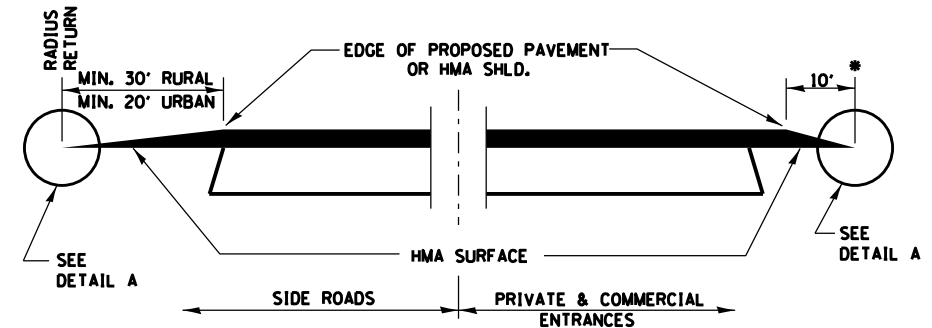 RADIUS
RETURN
MIN. 30' RURAL
MIN. 20' URBAN
EDGE OF PROPOSED PAVEMENT
OR HMA SHLD.
10'
*
SEE
DETAIL A
HMA SURFACE
SEE
DETAIL A
SIDE ROADS
PRIVATE & COMMERCIAL
ENTRANCES